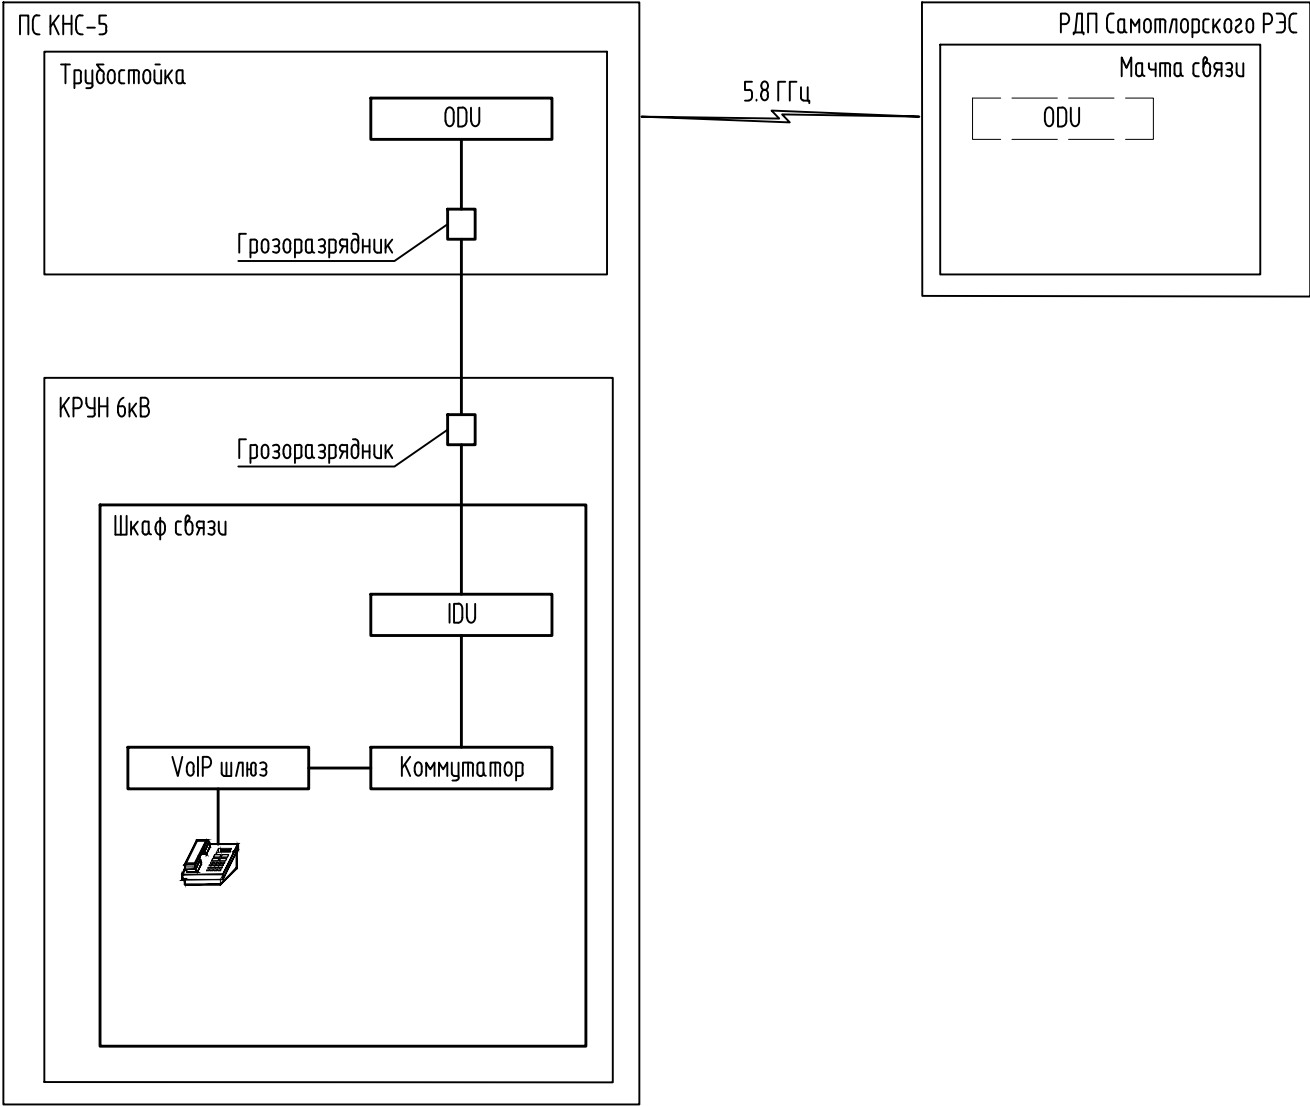 ПС КНС-5
РДП Самотлорского РЭС
Трубостойка
Мачта связи
ODU
5.8 ГГц
ODU
Грозоразрядник
КРУН 6кВ
Грозоразрядник
Шкаф связи
IDU
VoIP шлюз
Коммутатор